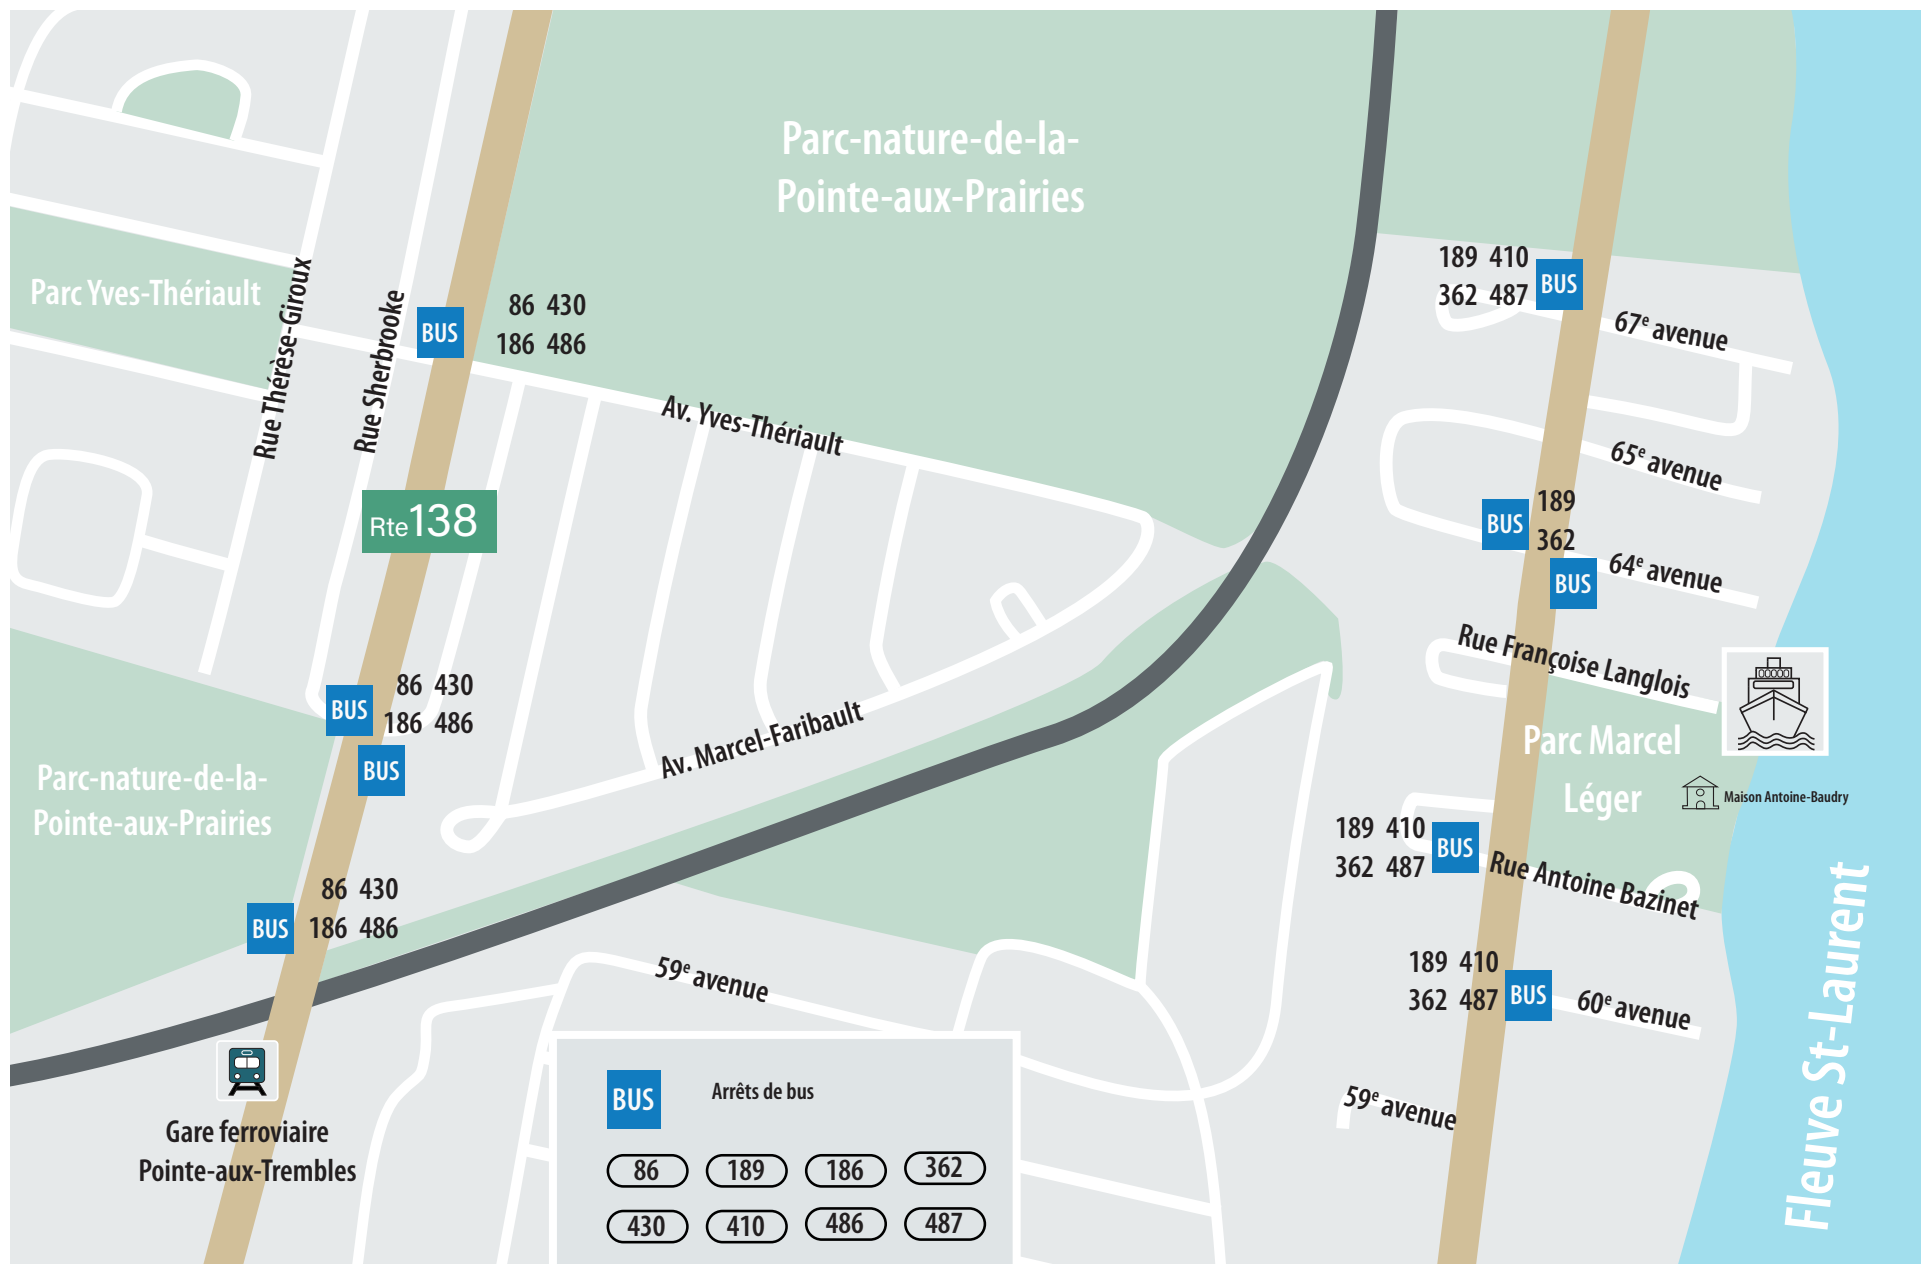 Parc-nature-de-la-
Pointe-aux-Prairies
Parc Yves-Thériault
Rue Thérèse-Giroux
Rue Sherbrooke
BUS
86 430
186 486
Av. Yves-Thériault
Rte138
BUS
86 430
186 486
BUS
Av. Marcel-Faribault
Parc-nature-de-la-
Pointe-aux-Prairies
86 430
BUS
186 486
Gare ferroviaire
Pointe-aux-Trembles
59e avenue
189 410
362 487
BUS
67e avenue
65e avenue
189
BUS
362
64e avenue
BUS
Rue Françoise Langlois
Parc Marcel
Léger
Maison Antoine-Baudry
189 410
362 487
BUS
Rue Antoine Bazinet
189 410
362 487
BUS
60e avenue
59e avenue
Fleuve St-Laurent
BUS
Arrêts de bus
86 189 186 362
430 410 486 487